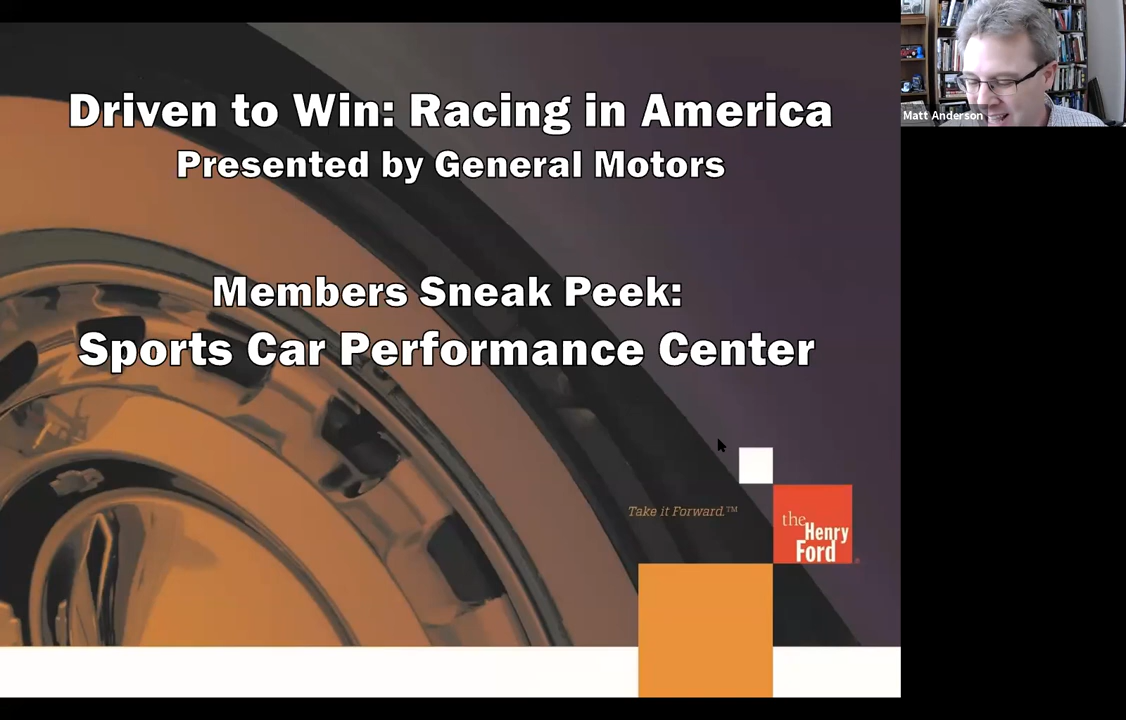 Driven to Win: Racing in America
Presented by General Motors
Matt Anderson
Members Sneak Peek:
Sports Car Performance Center
Take it Forward.™
the
Henry
Ford